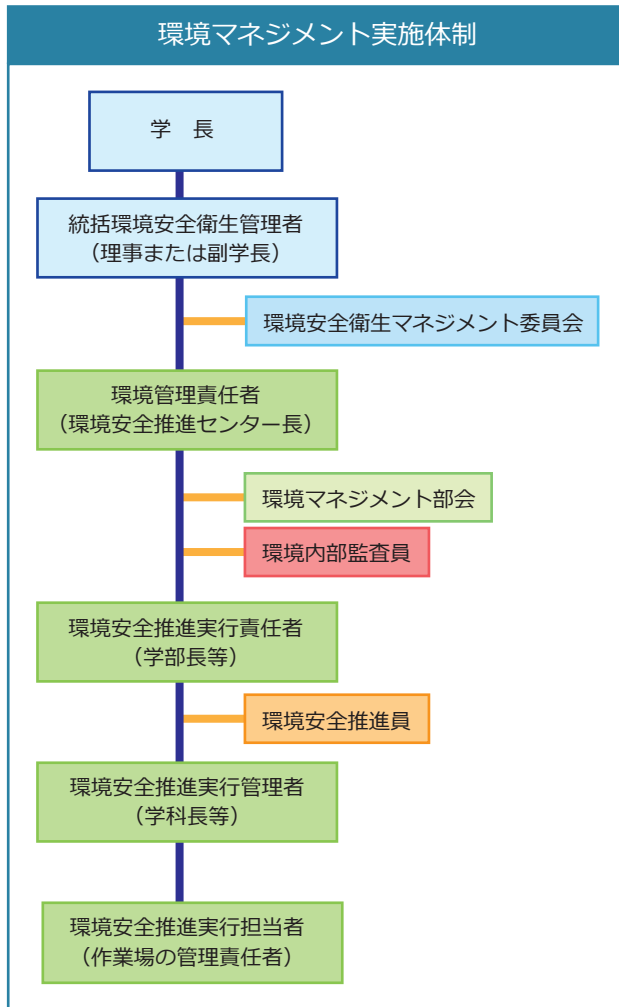 環境マネジメント実施体制
学　長
統括環境安全衛生管理者
（理事または副学長）
環境安全衛生マネジメント委員会
環境管理責任者
（環境安全推進センター長）
環境マネジメント部会
環境内部監査員
環境安全推進実行責任者
（学部長等）
環境安全推進員
環境安全推進実行管理者
（学科長等）
環境安全推進実行担当者
（作業場の管理責任者）